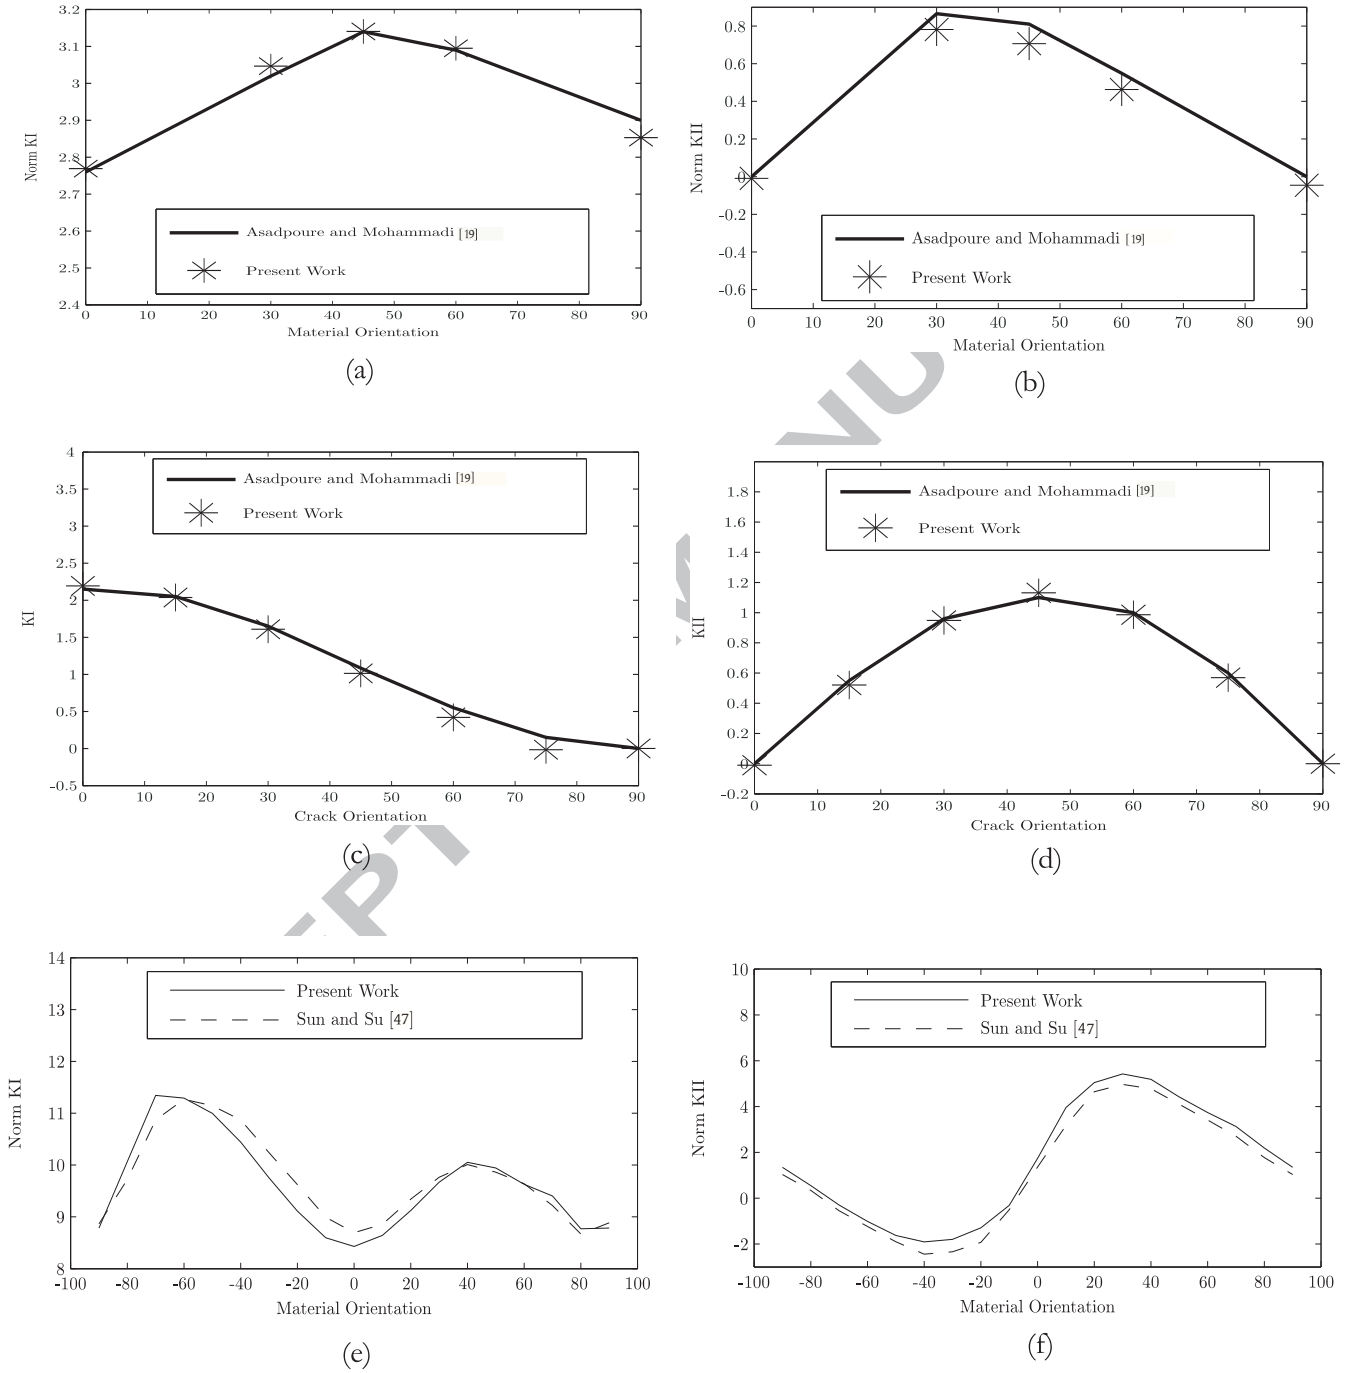 3.2
3.1
3
2.9
2.8
2.7
2.6
2.5
2.4
Norm KI
Asadpoure and Mohammadi [19]
Present Work
0 10 20 30 40 50 60 70 80 90
Material Orientation
(a)
0.8
0.6
0.4
0.2
0
-0.2
-0.4
-0.6
Norm KII
Asadpoure and Mohammadi [19]
Present Work
0 10 20 30 40 50 60 70 80 90
Material Orientation
(b)
4
3.5
3
2.5
2
1.5
1
0.5
0
-0.5
KI
Asadpoure and Mohammadi [19]
Present Work
0 10 20 30 40 50 60 70 80 90
Crack Orientation
(c)
1.8
1.6
1.4
1.2
1
0.8
0.6
0.4
0.2
0
-0.2
KII
Asadpoure and Mohammadi [19]
Present Work
0 10 20 30 40 50 60 70 80 90
Crack Orientation
(d)
14
13
12
11
10
9
8
Norm KI
Present Work
Sun and Su [47]
-100 -80 -60 -40 -20 0 20 40 60 80 100
Material Orientation
(e)
10
8
6
4
2
0
-2
Norm KII
Present Work
Sun and Su [47]
-100 -80 -60 -40 -20 0 20 40 60 80 100
Material Orientation
(f)